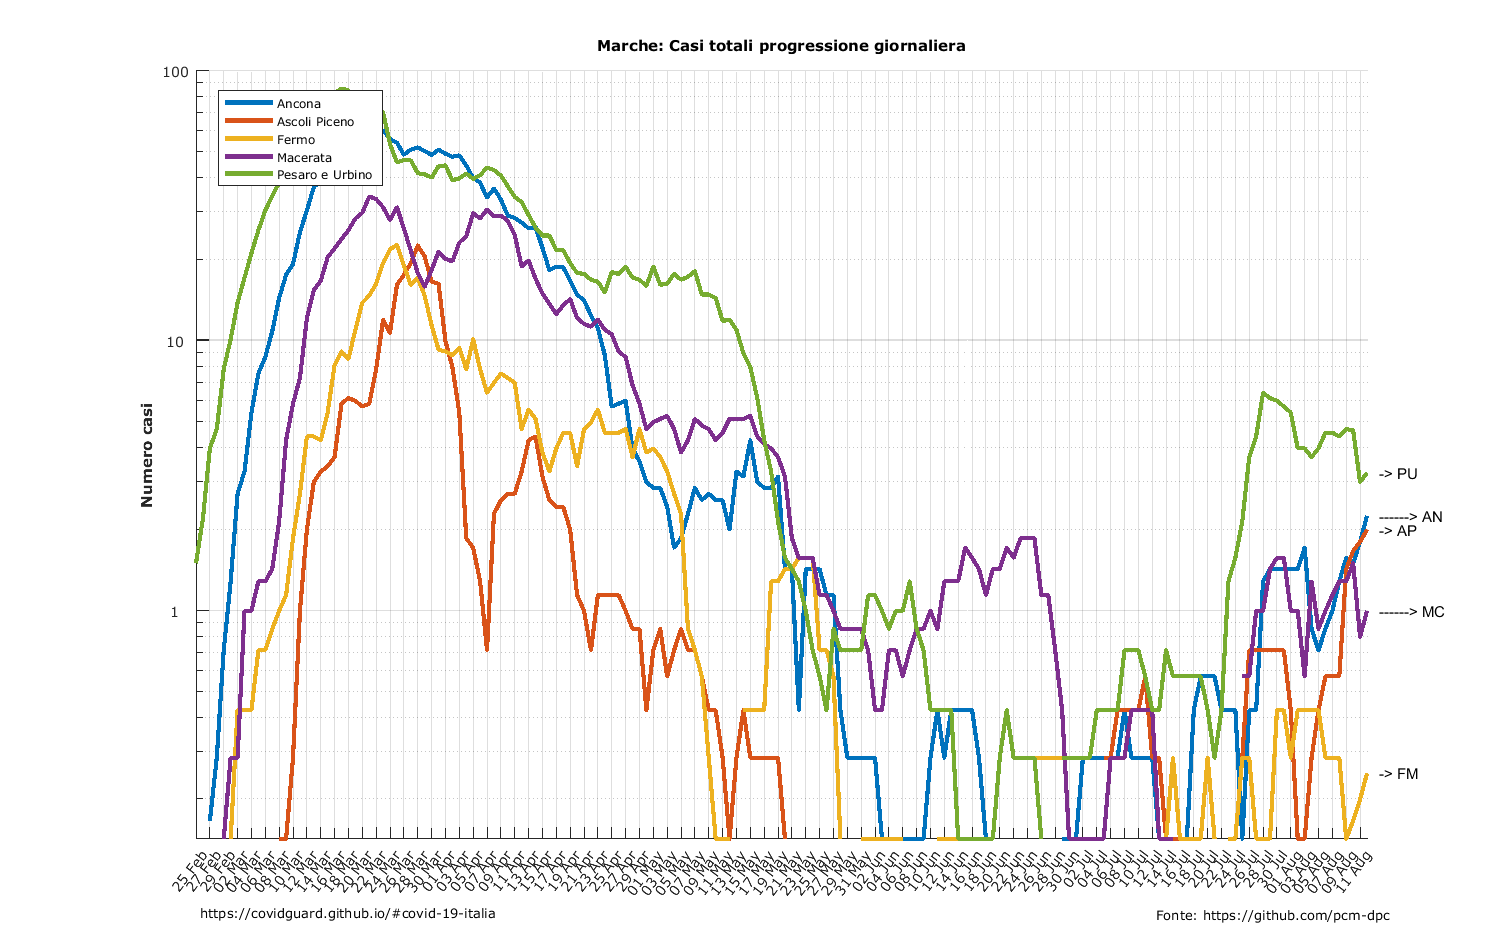 Marche: Casi totali progressione giornaliera
100
10
1
Numero casi
Ancona
Ascoli Piceno
Fermo
Macerata
Pesaro e Urbino
-> PU
------> AN
-> AP
------> MC
-> FM
25 Feb
27 Feb
29 Feb
02 Mar
04 Mar
06 Mar
08 Mar
10 Mar
12 Mar
14 Mar
16 Mar
18 Mar
20 Mar
22 Mar
24 Mar
26 Mar
28 Mar
30 Mar
01 Apr
03 Apr
05 Apr
07 Apr
09 Apr
11 Apr
13 Apr
15 Apr
17 Apr
19 Apr
21 Apr
23 Apr
25 Apr
27 Apr
29 Apr
01 May
03 May
05 May
07 May
09 May
11 May
13 May
15 May
17 May
19 May
21 May
23 May
25 May
27 May
29 May
31 May
02 Jun
04 Jun
06 Jun
08 Jun
10 Jun
12 Jun
14 Jun
16 Jun
18 Jun
20 Jun
22 Jun
24 Jun
26 Jun
28 Jun
30 Jun
02 Jul
04 Jul
06 Jul
08 Jul
10 Jul
12 Jul
14 Jul
16 Jul
18 Jul
20 Jul
22 Jul
24 Jul
26 Jul
28 Jul
30 Jul
01 Aug
03 Aug
05 Aug
07 Aug
09 Aug
11 Aug
https://covidguard.github.io/#covid-19-italia
Fonte: https://github.com/pcm-dpc